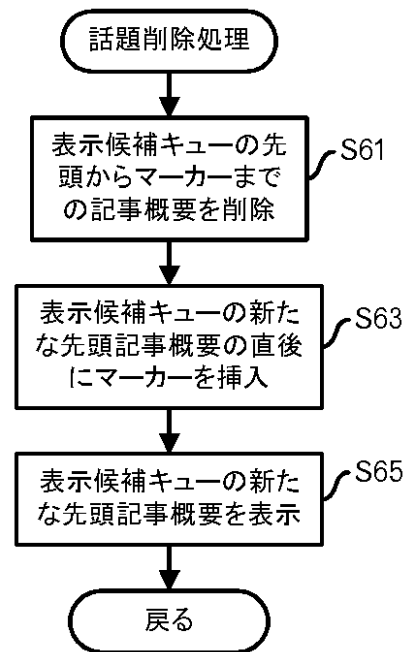 話題削除処理
表示候補キューの先
頭からマーカーまで
の記事概要を削除
S61
表示候補キューの新た
な先頭記事概要の直後
にマーカーを挿入
S63
表示候補キューの新た
な先頭記事概要を表示
S65
戻る